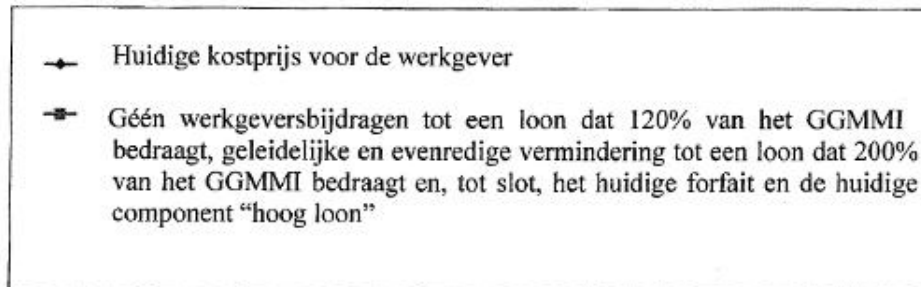 Huidige kostprijs voor de werkgever
Géén werkgeversbijdragen tot een loon dat 120% van het GGMMI
bedraagt, geleidelijke en evenredige vermindering tot een loon dat 200%
van het GGMMI bedraagt en, tot slot, het huidige forfait en de huidige
component “hoog loon”